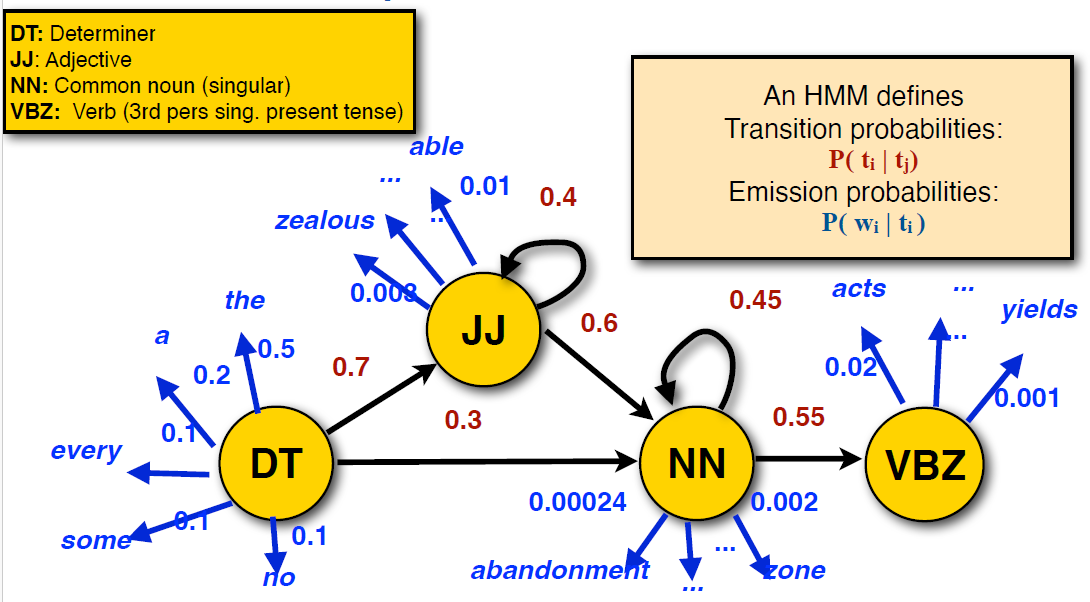 DT: Determiner
JJ: Adjective
NN: Common noun (singular)
VBZ: Verb (3rd pers sing. present tense)
An HMM defines
Transition probabilities:
P( tᵢ | tⱼ)
Emission probabilities:
P( wᵢ | tᵢ )
able
...
0.01
0.4
..
zealous
0.003
JJ
0.6
the
a
0.5
0.2
0.7
0.1
every
DT
0.3
some
0.1
0.1
no
0.45
NN
0.55
0.00024
0.002
abandonment
...
...
zone
acts
...
yields
...
0.02
0.001
VBZ